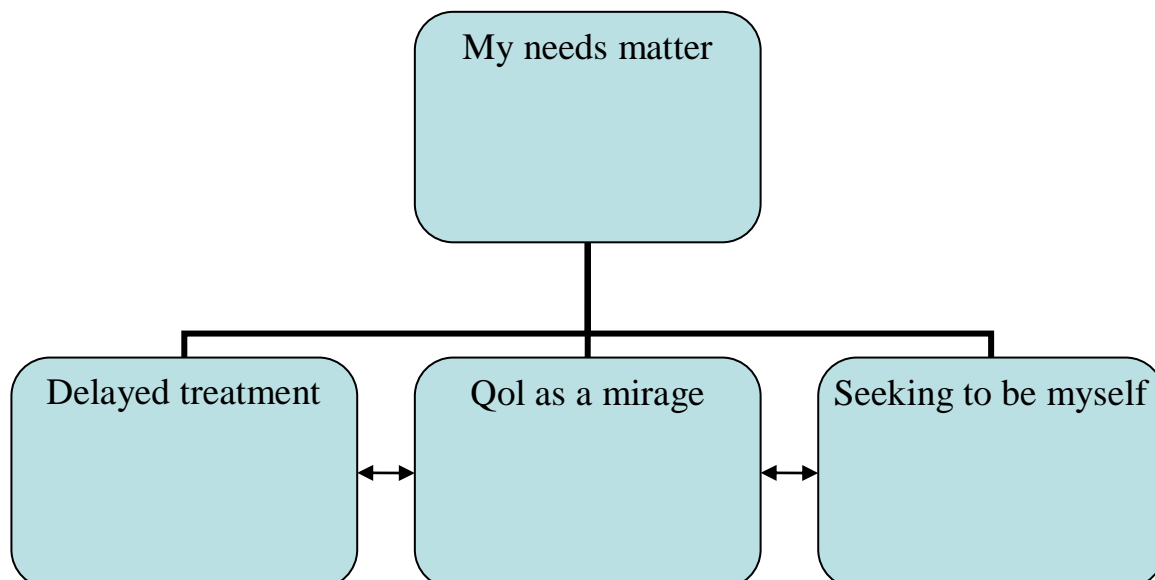 My needs matter
Delayed treatment
Qol as a mirage
Seeking to be myself